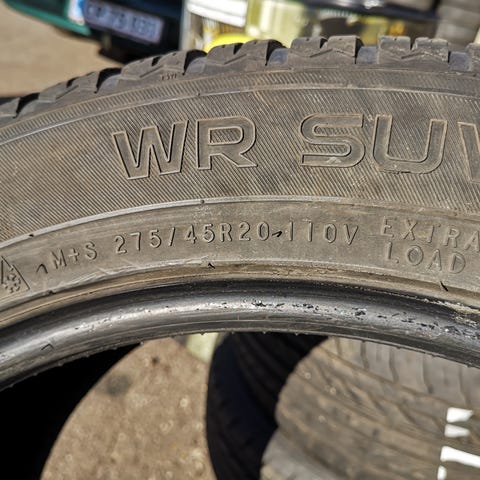 WR SUV
M+S 275/45R20 110V EXTRA
LOAD